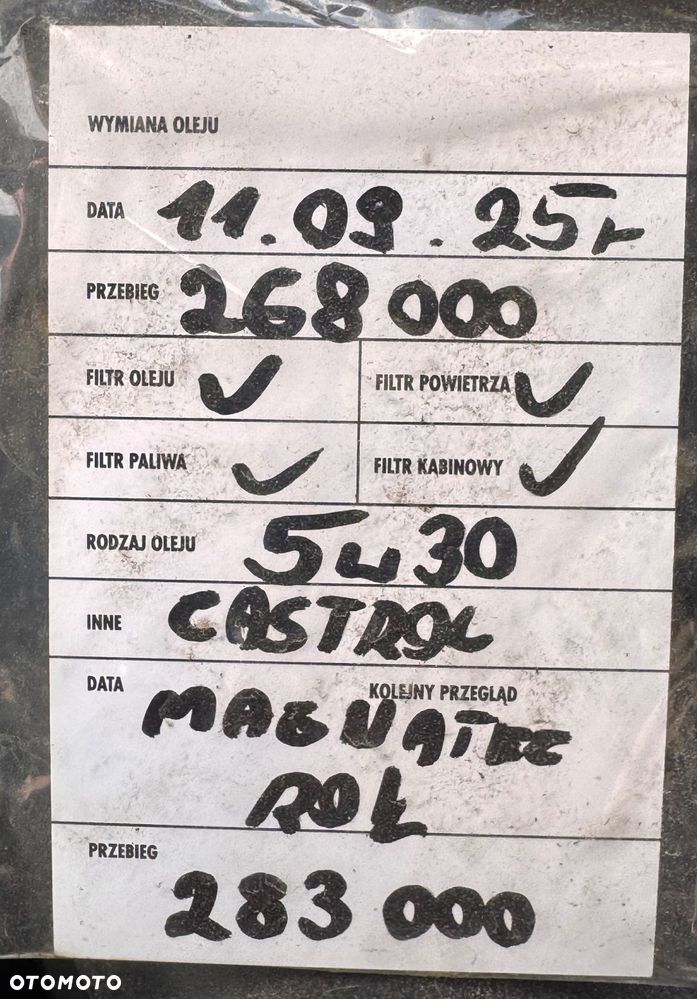 WYMIANA OLEJU
DATA 11.09.25r
PRZEBIEG 268 000
FILTR OLEJU ✓ FILTR POWIETRZA ✓
FILTR PALIWA ✓ FILTR KABINOWY ✓
RODZAJ OLEJU 5w30
INNE CASTROL
DATA KOLEJNY PRZEGLĄD
MAGNATEC
PRZEBIEG
283 000
OTOMOTO